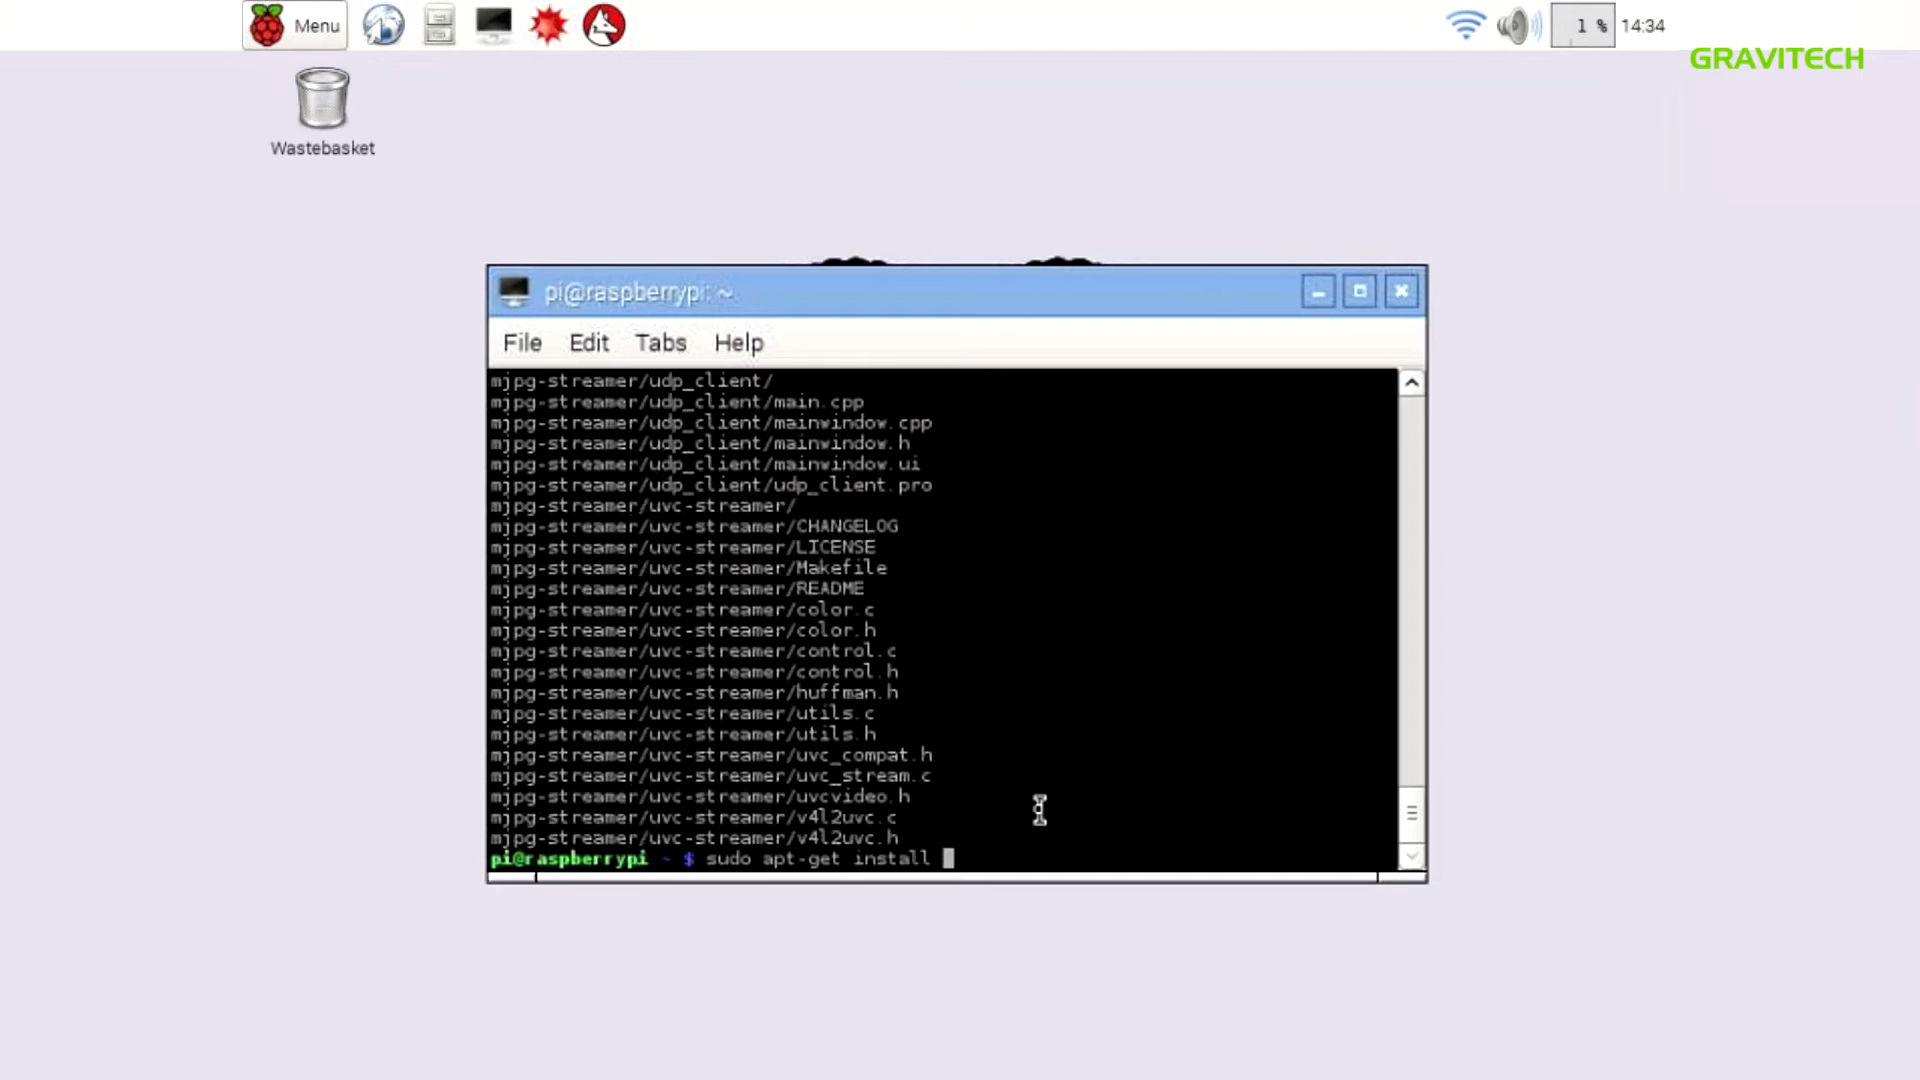 Menu
1 %
14:34
GRAVITECH
Wastebasket
pi@raspberrypi: ~
File Edit Tabs Help
mjpg-streamer/udp_client/
mjpg-streamer/udp_client/main.cpp
mjpg-streamer/udp_client/mainwindow.cpp
mjpg-streamer/udp_client/mainwindow.h
mjpg-streamer/udp_client/mainwindow.ui
mjpg-streamer/udp_client/udp_client.pro
mjpg-streamer/uvc-streamer/
mjpg-streamer/uvc-streamer/CHANGELOG
mjpg-streamer/uvc-streamer/LICENSE
mjpg-streamer/uvc-streamer/Makefile
mjpg-streamer/uvc-streamer/README
mjpg-streamer/uvc-streamer/color.c
mjpg-streamer/uvc-streamer/color.h
mjpg-streamer/uvc-streamer/control.c
mjpg-streamer/uvc-streamer/control.h
mjpg-streamer/uvc-streamer/huffman.h
mjpg-streamer/uvc-streamer/utils.c
mjpg-streamer/uvc-streamer/utils.h
mjpg-streamer/uvc-streamer/uvc_compat.h
mjpg-streamer/uvc-streamer/uvc_stream.c
mjpg-streamer/uvc-streamer/uvcvideo.h
mjpg-streamer/uvc-streamer/v4l2uvc.c
mjpg-streamer/uvc-streamer/v4l2uvc.h
pi@raspberrypi ~ $ sudo apt-get install